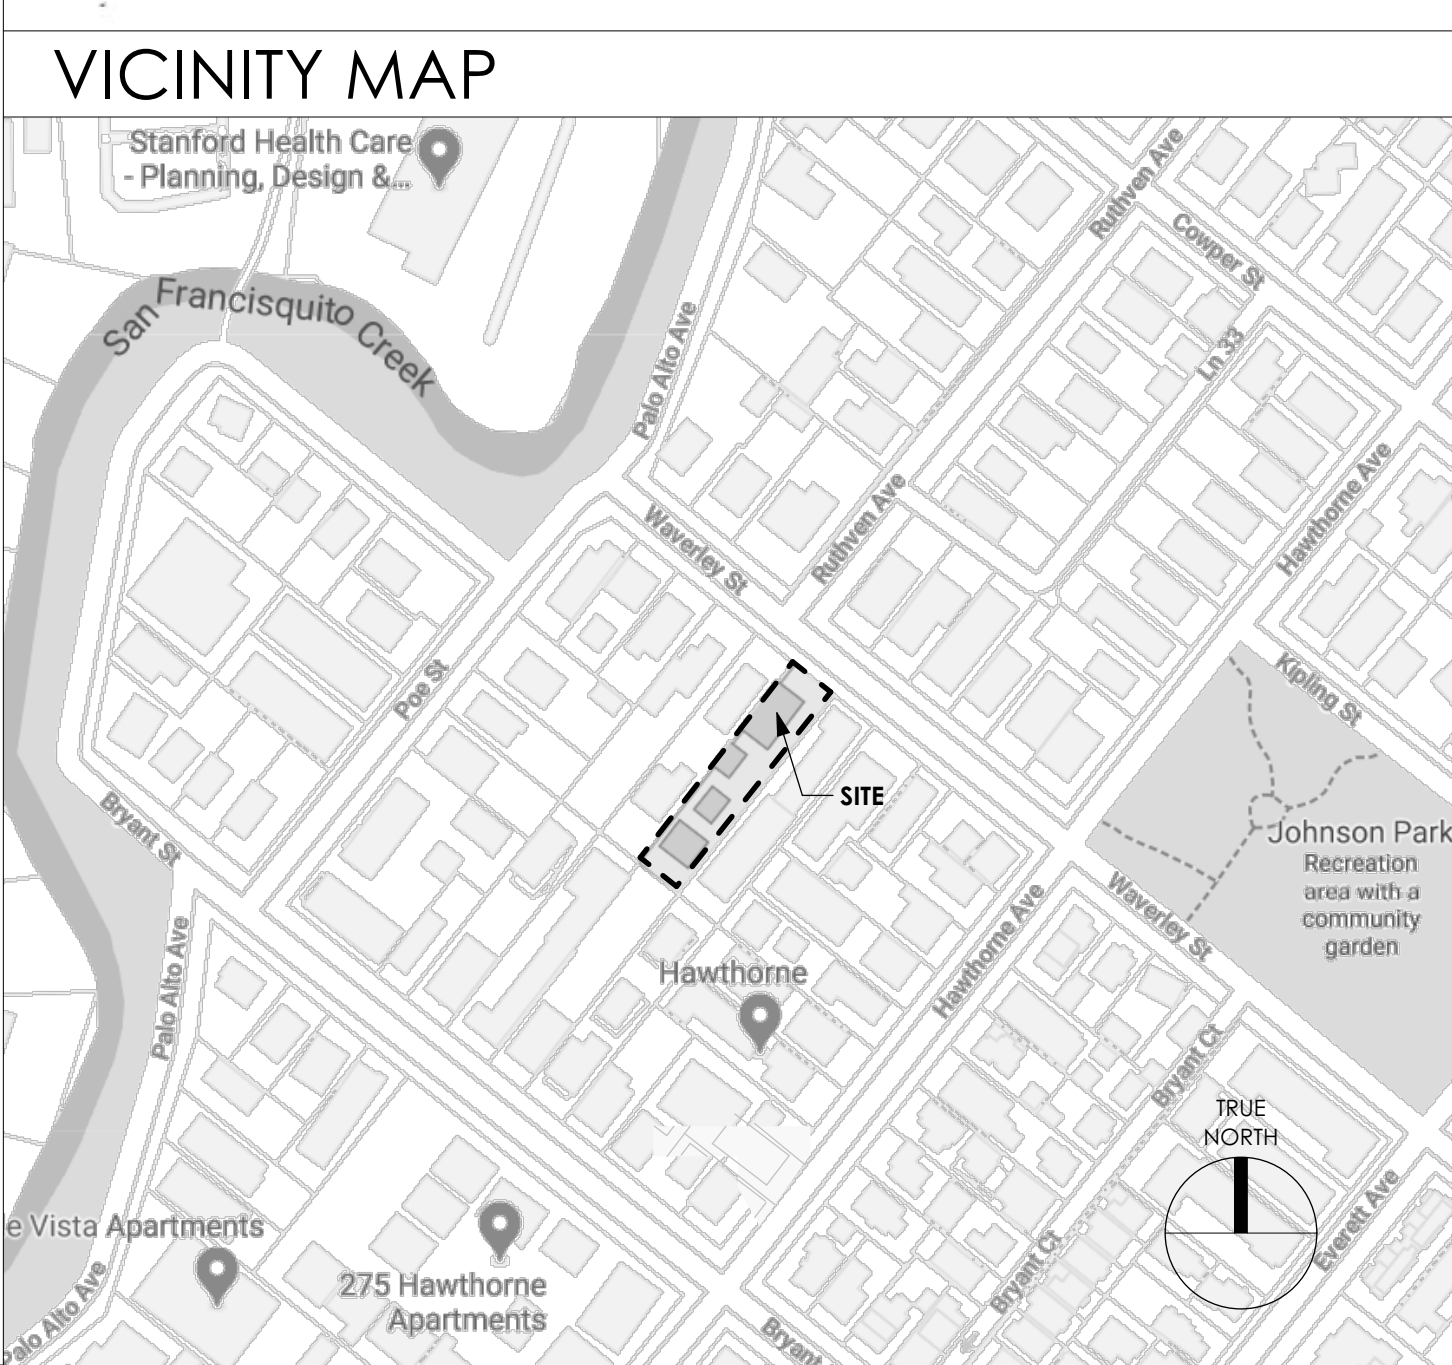 VICINITY MAP
Stanford Health Care
- Planning, Design &...
Ruthven Ave
Cowper St
San Francisquito Creek
Palo Alto Ave
Ln 33
Hawthorne Ave
Ruthven Ave
Waverley St
Kipling St
Poe St
SITE
Bryant St
Johnson Park
Recreation
area with a
community
garden
Waverley St
Hawthorne Ave
Palo Alto Ave
Hawthorne
Bryant Ct
TRUE
NORTH
Everett Ave
e Vista Apartments
Bryant Ct
275 Hawthorne
Apartments
Palo Alto Ave
Bryant